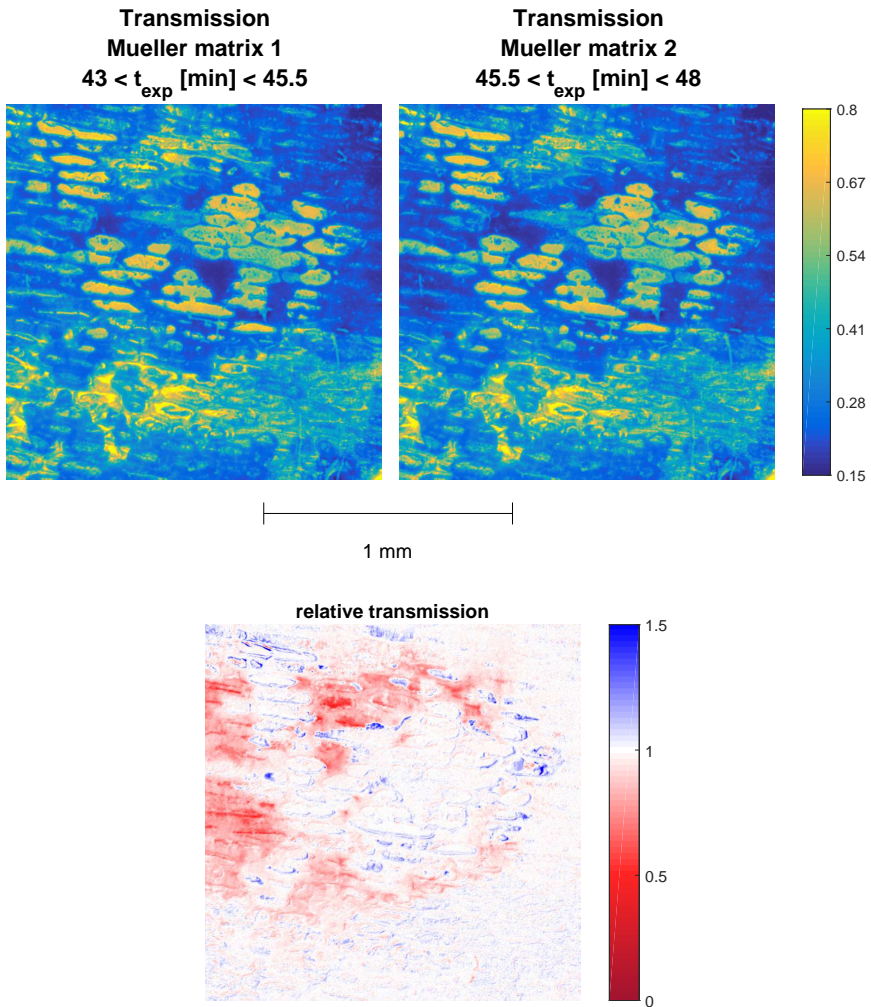 Transmission
Mueller matrix 1
43 < t_exp [min] < 45.5
Transmission
Mueller matrix 2
45.5 < t_exp [min] < 48
0.8
0.67
0.54
0.41
0.28
0.15
1 mm
relative transmission
1.5
1
0.5
0